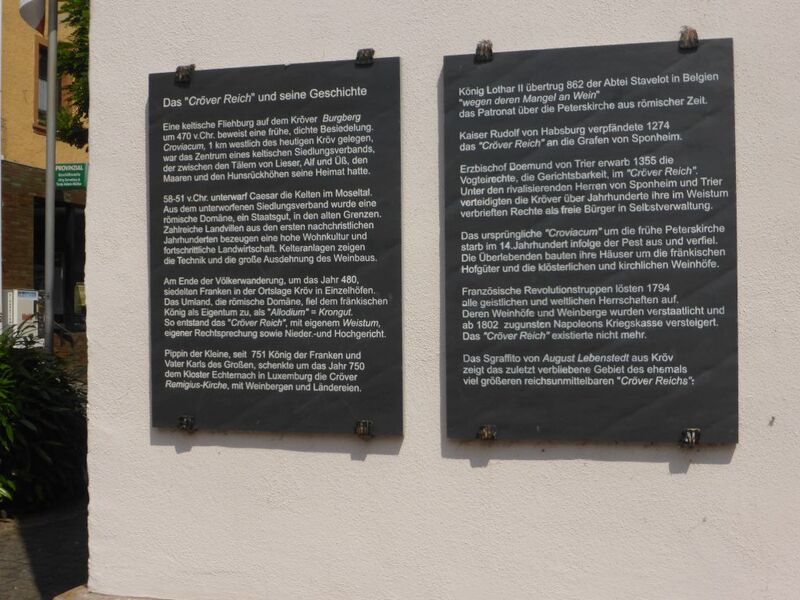 Das "Cröver Reich" und seine Geschichte
Eine keltische Fliehburg auf dem Kröver Burgberg
um 470 v.Chr. beweist eine frühe, dichte Besiedelung.
Croviacum, 1 km westlich des heutigen Kröv gelegen,
war das Zentrum eines keltischen Siedlungsverbands,
der zwischen den Tälern von Lieser, Alf und Üß, den
Maaren und den Hunsrückhöhen seine Heimat hatte.
58-51 v.Chr. unterwarf Caesar die Kelten im Moseltal.
Aus dem unterworfenen Siedlungsverband wurde eine
römische Domäne, ein Staatsgut, in den alten Grenzen.
Zahlreiche Landvillen aus den ersten nachchristlichen
Jahrhunderten bezeugen eine hohe Wohnkultur und
fortschrittliche Landwirtschaft. Kelteranlagen zeigen
die Technik und die große Ausdehnung des Weinbaus.
Am Ende der Völkerwanderung, um das Jahr 480,
siedelten Franken in der Ortslage Kröv in Einzelhöfen.
Das Umland, die römische Domäne, fiel dem fränkischen
König als Eigentum zu, als "Allodium" = Krongut.
So entstand das "Cröver Reich", mit eigenem Weistum,
eigener Rechtsprechung sowie Nieder.-und Hochgericht.
Pippin der Kleine, seit 751 König der Franken und
Vater Karls des Großen, schenkte um das Jahr 750
dem Kloster Echternach in Luxemburg die Cröver
Remigius-Kirche, mit Weinbergen und Ländereien.
König Lothar II übertrug 862 der Abtei Stavelot in Belgien
"wegen deren Mangel an Wein"
das Patronat über die Peterskirche aus römischer Zeit.
Kaiser Rudolf von Habsburg verpfändete 1274
das "Cröver Reich" an die Grafen von Sponheim.
Erzbischof Doemund von Trier erwarb 1355 die
Vogteirechte, die Gerichtsbarkeit, im "Cröver Reich".
Unter den rivalisierenden Herren von Sponheim und Trier
verteidigten die Kröver über Jahrhunderte ihre im Weistum
verbrieften Rechte als freie Bürger in Selbstverwaltung.
Das ursprüngliche "Croviacum" um die frühe Peterskirche
starb im 14.Jahrhundert infolge der Pest aus und verfiel.
Die Überlebenden bauten ihre Häuser um die fränkischen
Hofgüter und die klösterlichen und kirchlichen Weinhöfe.
Französische Revolutionstruppen lösten 1794
alle geistlichen und weltlichen Herrschaften auf.
Deren Weinhöfe und Weinberge wurden verstaatlicht und
ab 1802 zugunsten Napoleons Kriegskasse versteigert.
Das "Cröver Reich" existierte nicht mehr.
Das Sgraffito von August Lebenstedt aus Kröv
zeigt das zuletzt verbliebene Gebiet des ehemals
viel größeren reichsunmittelbaren "Cröver Reichs":
PROVINZIAL